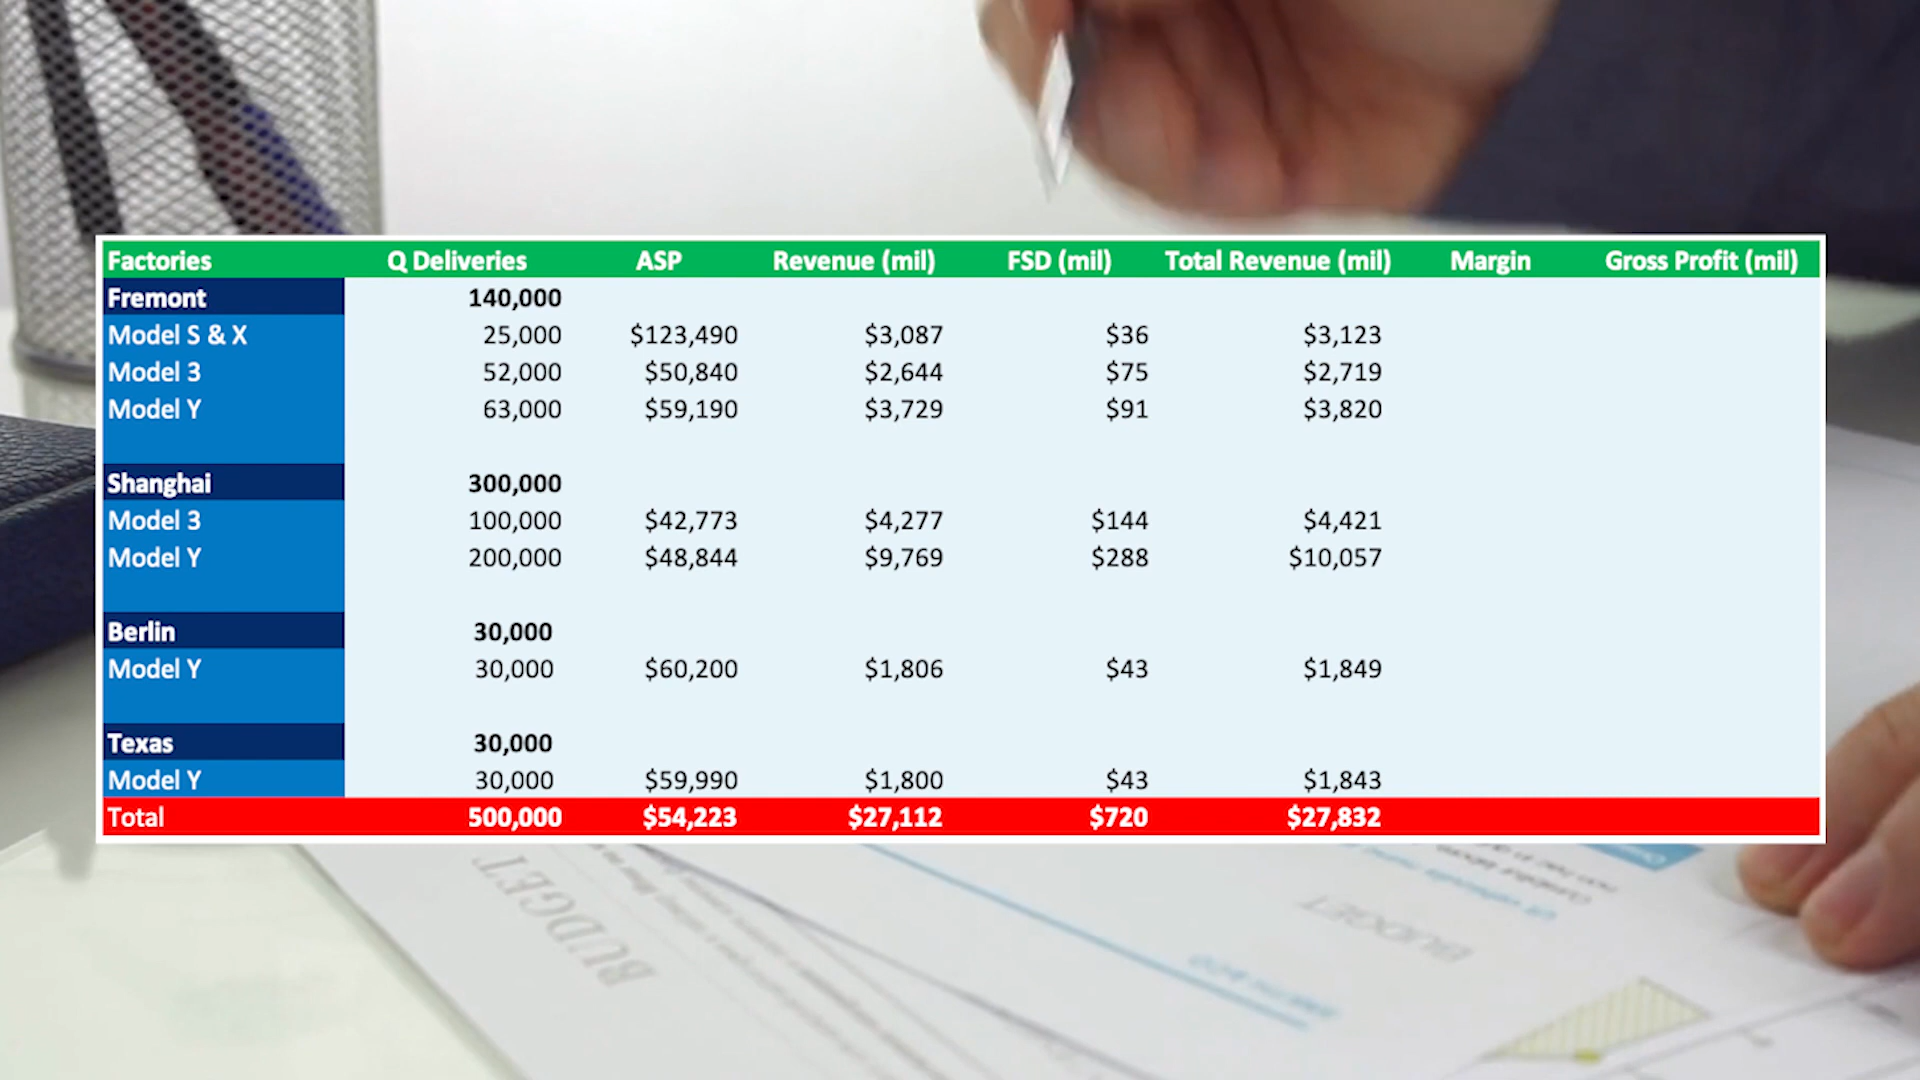 Factories Q Deliveries ASP Revenue (mil) FSD (mil) Total Revenue (mil) Margin Gross Profit (mil)
Fremont 140,000
Model S & X 25,000 $123,490 $3,087 $36 $3,123
Model 3 52,000 $50,840 $2,644 $75 $2,719
Model Y 63,000 $59,190 $3,729 $91 $3,820
Shanghai 300,000
Model 3 100,000 $42,773 $4,277 $144 $4,421
Model Y 200,000 $48,844 $9,769 $288 $10,057
Berlin 30,000
Model Y 30,000 $60,200 $1,806 $43 $1,849
Texas 30,000
Model Y 30,000 $59,990 $1,800 $43 $1,843
Total 500,000 $54,223 $27,112 $720 $27,832
BUDGET
BUDGET